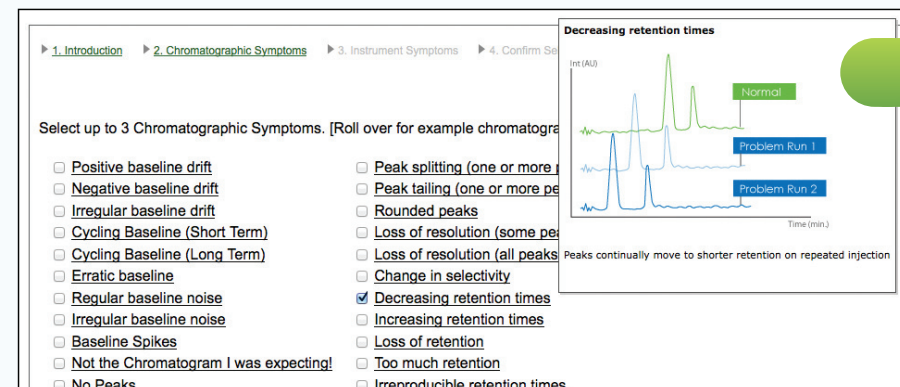 1. Introduction
2. Chromatographic Symptoms
3. Instrument Symptoms
4. Confirm
Select up to 3 Chromatographic Symptoms. [Roll over for example
Positive baseline drift
Negative baseline drift
Irregular baseline drift
Cycling Baseline (Short Term)
Cycling Baseline (Long Term)
Erratic baseline
Regular baseline noise
Irregular baseline noise
Baseline Spikes
Not the Chromatogram I was expecting!
No Peaks
Peak splitting (one or more
Peak tailing (one or more
Rounded peaks
Loss of resolution (some
Loss of resolution (all peaks
Change in selectivity
Decreasing retention times
Increasing retention times
Loss of retention
Too much retention
Irreproducible retention times
Decreasing retention times
Int (AU)
Normal
Problem Run 1
Problem Run 2
Time (min.)
Peaks continually move to shorter retention on repeated injection